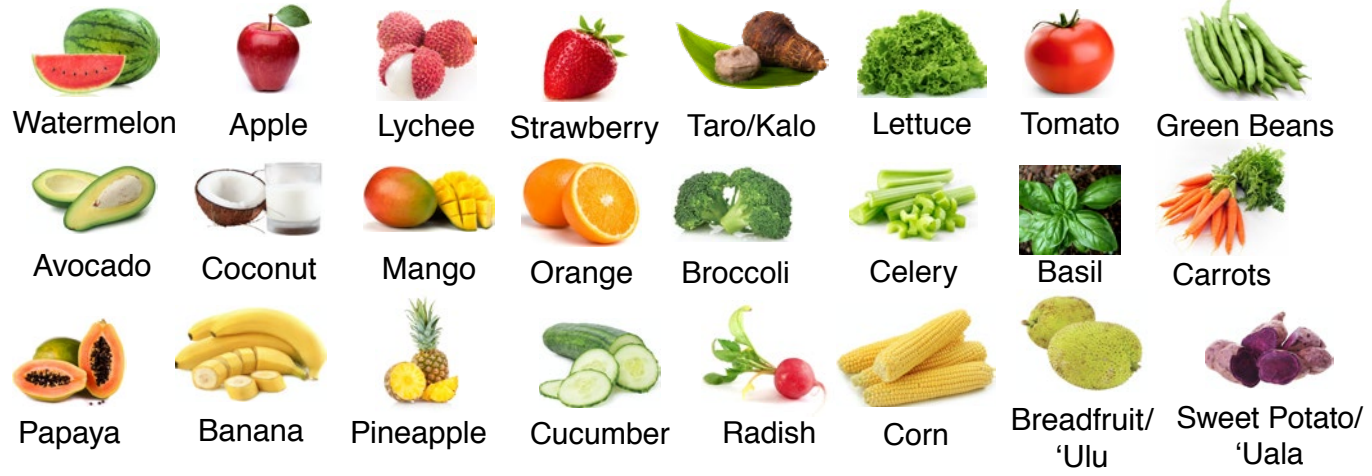 Watermelon Apple Lychee Strawberry Taro/Kalo Lettuce Tomato Green Beans
Avocado Coconut Mango Orange Broccoli Celery Basil Carrots
Papaya Banana Pineapple Cucumber Radish Corn Breadfruit/ Sweet Potato/
‘Ulu ‘Uala